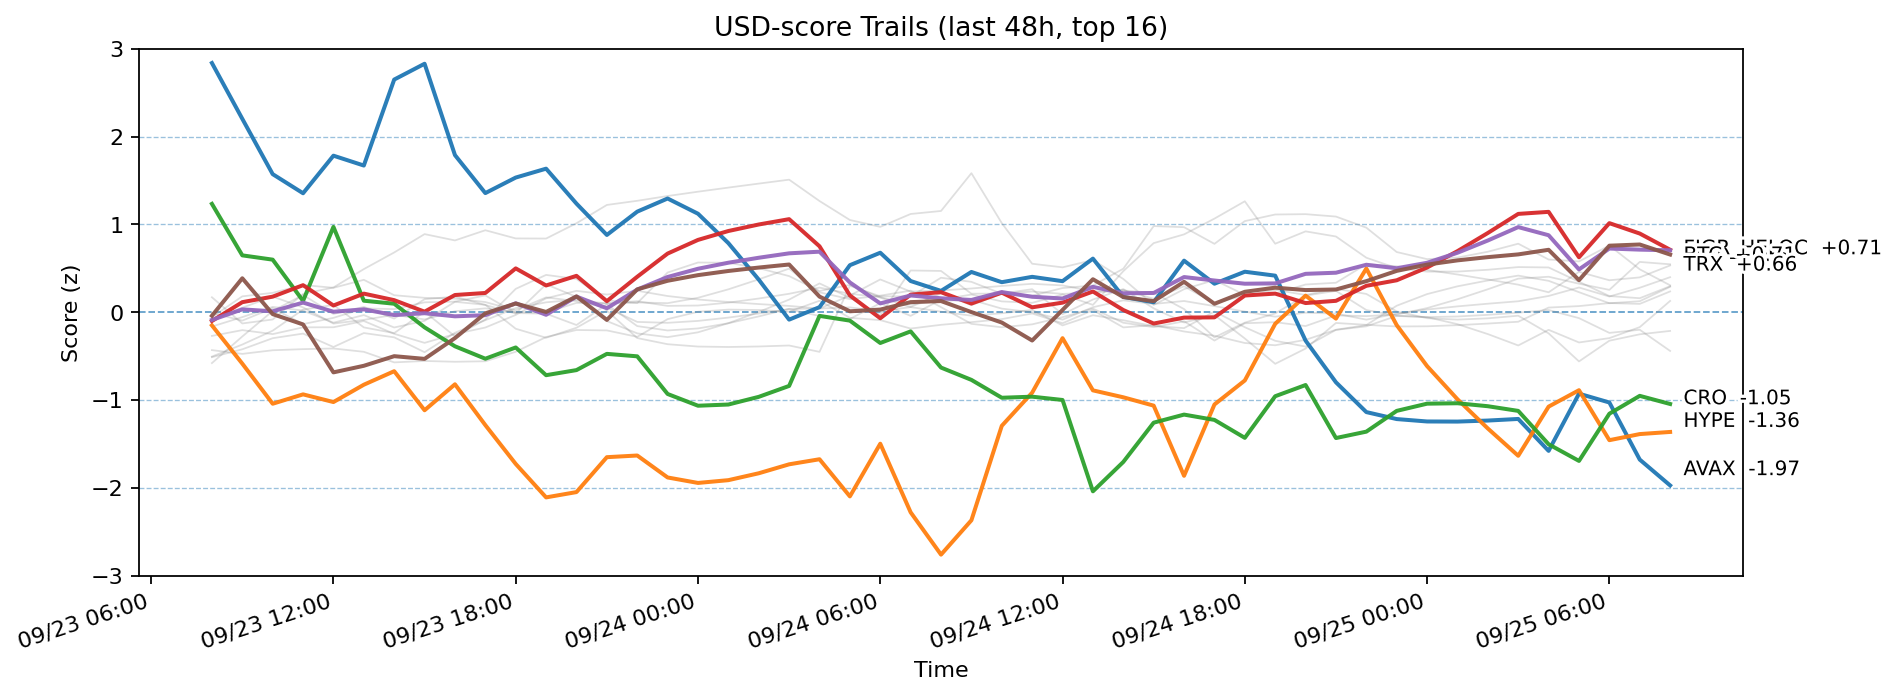 USD-score Trails (last 48h, top 16)
Score (z)
3
2
1
0
−1
−2
−3
+0.71
TRX +0.66
CRO -1.05
HYPE -1.36
AVAX -1.97
09/23 06:00
09/23 12:00
09/23 18:00
09/24 00:00
09/24 06:00
09/24 12:00
09/24 18:00
09/25 00:00
09/25 06:00
Time